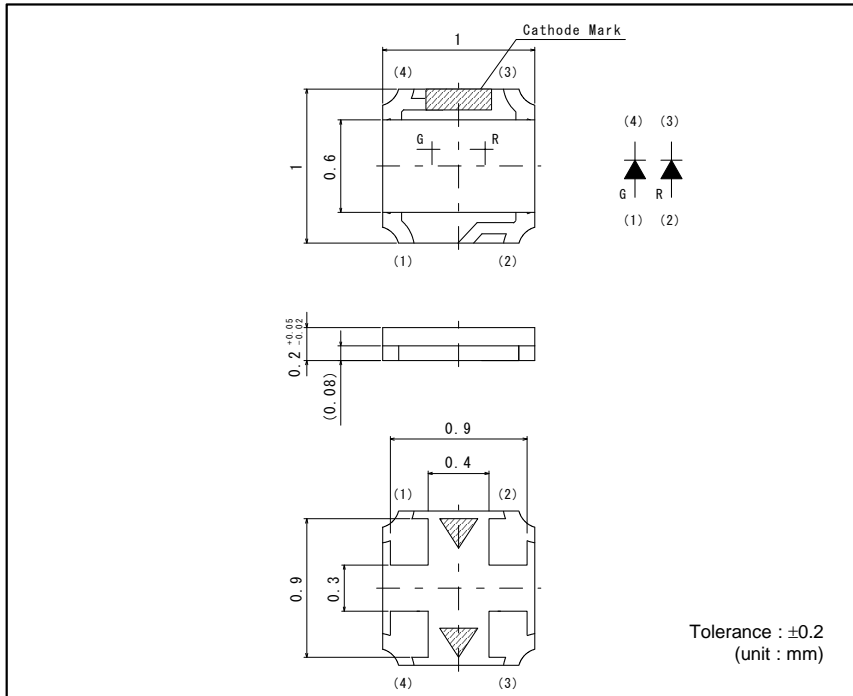 Cathode Mark
1
(4) (3)
G R
1
0.6
(1) (2)
(4) (3)
G R
(1) (2)
0.2 +0.05 -0.02
(0.08)
0.9
0.4
(1) (2)
0.9
0.3
(4) (3)
Tolerance : ±0.2
(unit : mm)